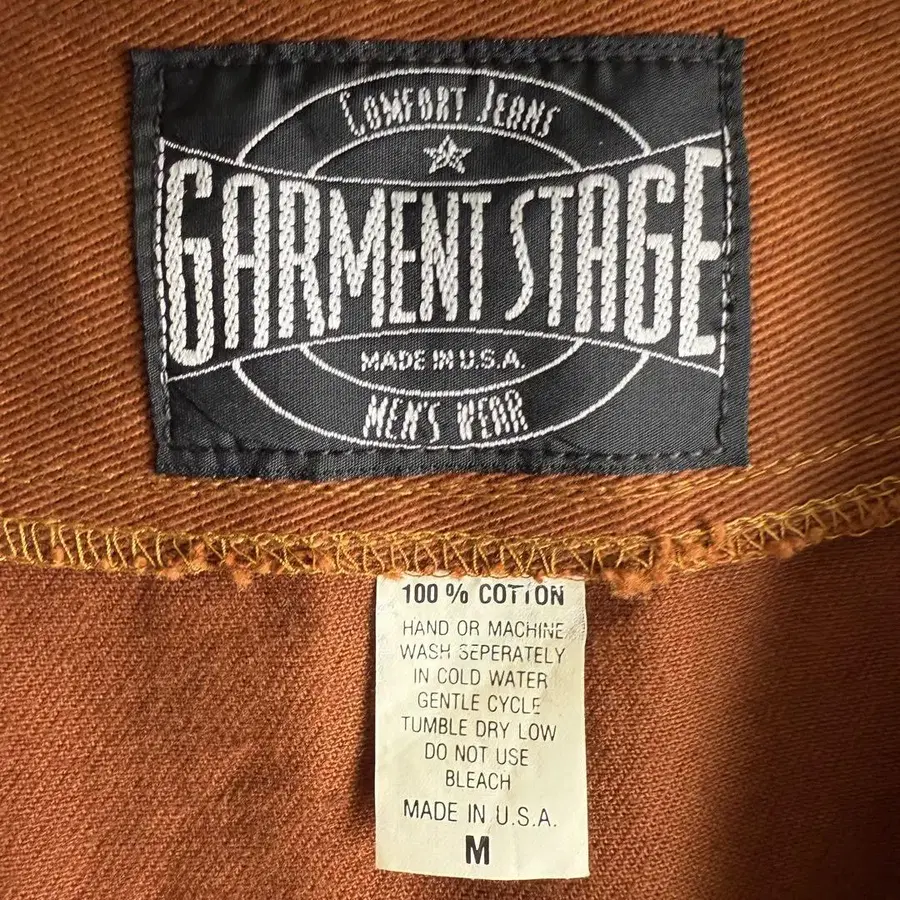 COMFORT JEANS
GARMENT STAGE
MADE IN U.S.A.
MEN'S WEAR
100 % COTTON
HAND OR MACHINE
WASH SEPERATELY
IN COLD WATER
GENTLE CYCLE
TUMBLE DRY LOW
DO NOT USE
BLEACH
MADE IN U.S.A.
M